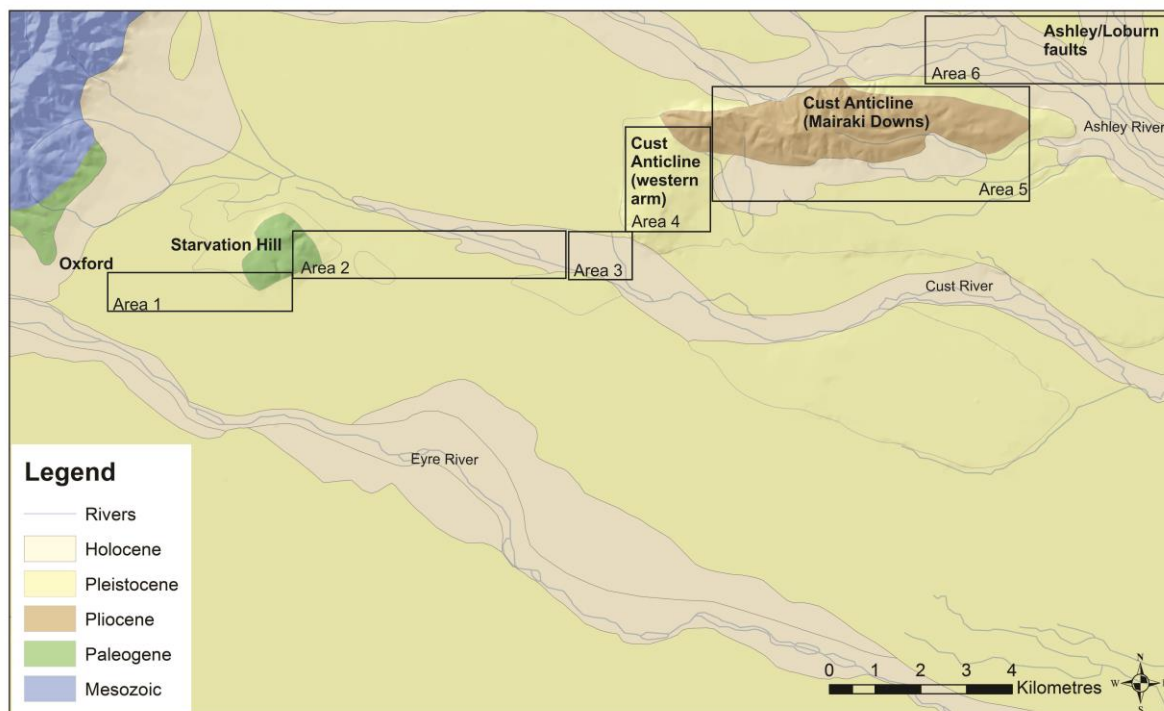 Ashley/Loburn
faults
Area 6
Cust Anticline
(Mairaki Downs)
Ashley River
Cust
Anticline
(western
arm)
Area 5
Area 4
Starvation Hill
Oxford
Area 2
Area 3
Area 1
Cust River
Eyre River
Legend
Rivers
Holocene
Pleistocene
Pliocene
Paleogene
Mesozoic
0 1 2 3 4
Kilometres
N
W
S